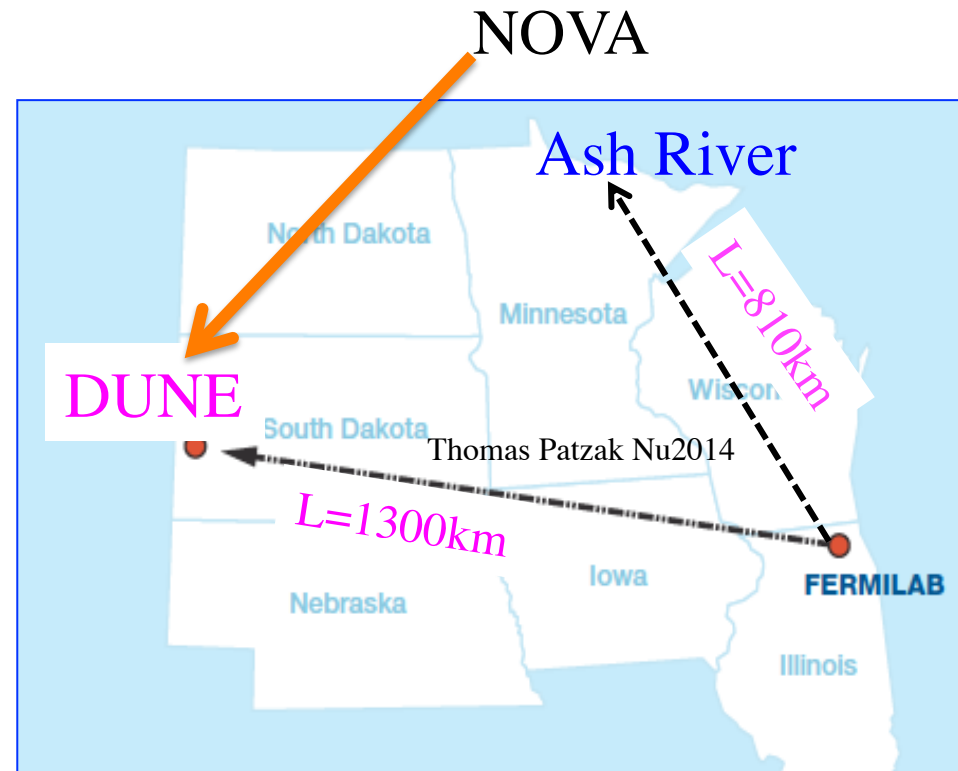 NOVA
Ash River
North Dakota
L=810km
Minnesota
DUNE
Wiscon
South Dakota
Thomas Patzak Nu2014
L=1300km
Iowa
FERMILAB
Nebraska
Illinois